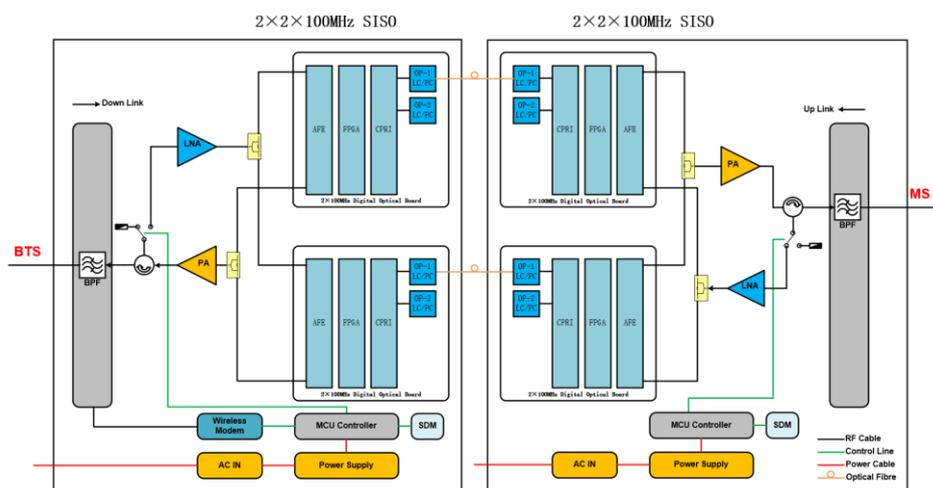 2×2×100MHz SISO
2×2×100MHz SISO
Down Link
BTS
BPF
LNA
PA
AFE
FPGA
CPRI
OP-1
LC/PC
OP-2
LC/PC
2×100MHz Digital Optical Board
AFE
FPGA
CPRI
OP-1
LC/PC
OP-2
LC/PC
2×100MHz Digital Optical Board
Wireless
Modem
MCU Controller
SDM
AC IN
Power Supply
OP-1
LC/PC
OP-2
LC/PC
CPRI
FPGA
AFE
2×100MHz Digital Optical Board
OP-1
LC/PC
OP-2
LC/PC
CPRI
FPGA
AFE
2×100MHz Digital Optical Board
Up Link
PA
LNA
BPF
MS
MCU Controller
SDM
AC IN
Power Supply
RF Cable
Control Line
Power Cable
Optical Fibre